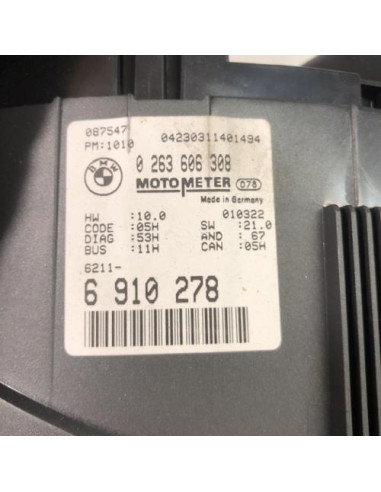 087547 04230311401494
PM:1010
BMW 0 263 606 308
MOTOMETER 078
Made in Germany
HW :10.0 010322
CODE :05H SW :21.0
DIAG :53H AND : 67
BUS :11H CAN :05H
6211-
6 910 278